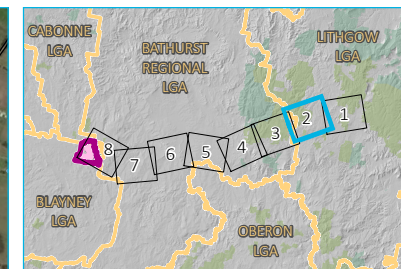 CABONNE
LGA
BATHURST
REGIONAL
LGA
LITHGOW
LGA
1
2
3
4
5
6
7
8
BLAYNEY
LGA
OBERON
LGA